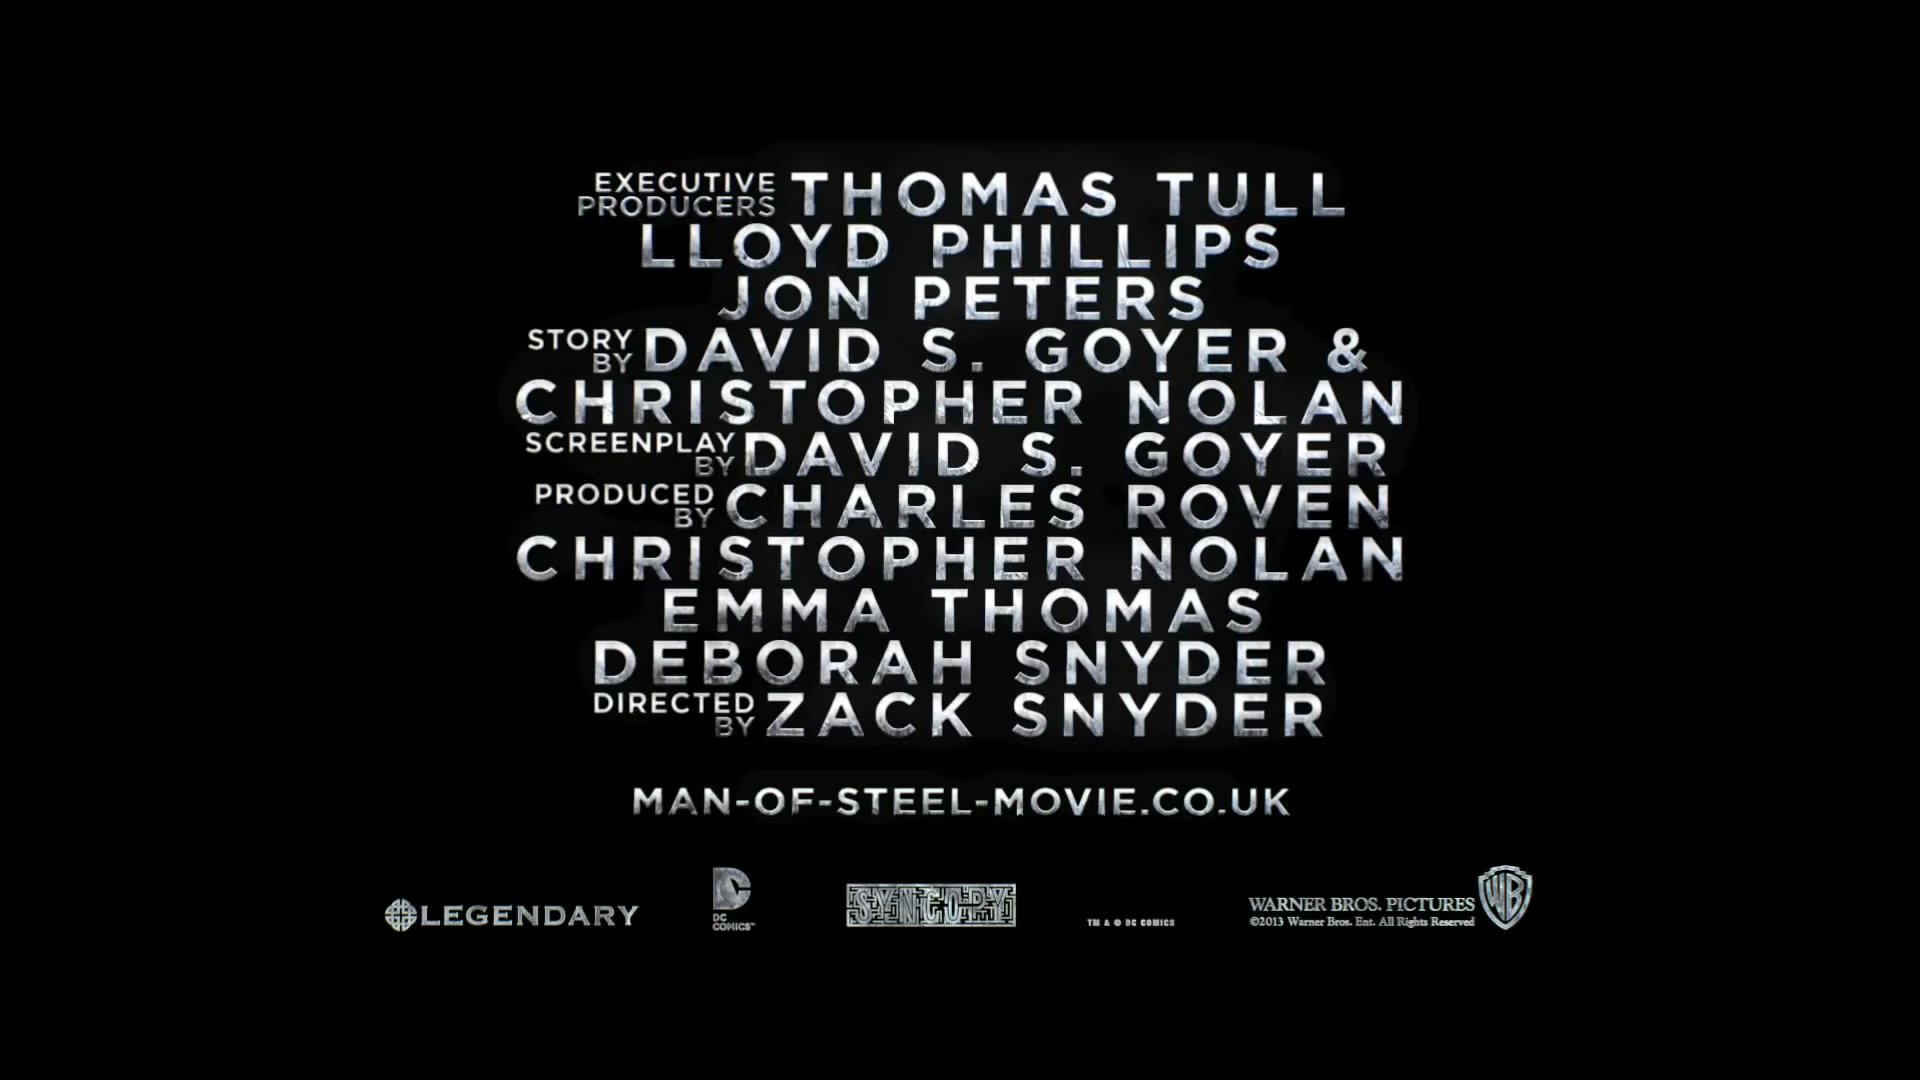 EXECUTIVE PRODUCERS THOMAS TULL
LLOYD PHILLIPS
JON PETERS
STORY BY DAVID S. GOYER &
CHRISTOPHER NOLAN
SCREENPLAY BY DAVID S. GOYER
PRODUCED BY CHARLES ROVEN
CHRISTOPHER NOLAN
EMMA THOMAS
DEBORAH SNYDER
DIRECTED BY ZACK SNYDER
MAN-OF-STEEL-MOVIE.CO.UK
LEGENDARY
DC
COMICS™
SYNCOPY
TM & © DC COMICS
WARNER BROS. PICTURES
©2013 Warner Bros. Ent. All Rights Reserved
WB